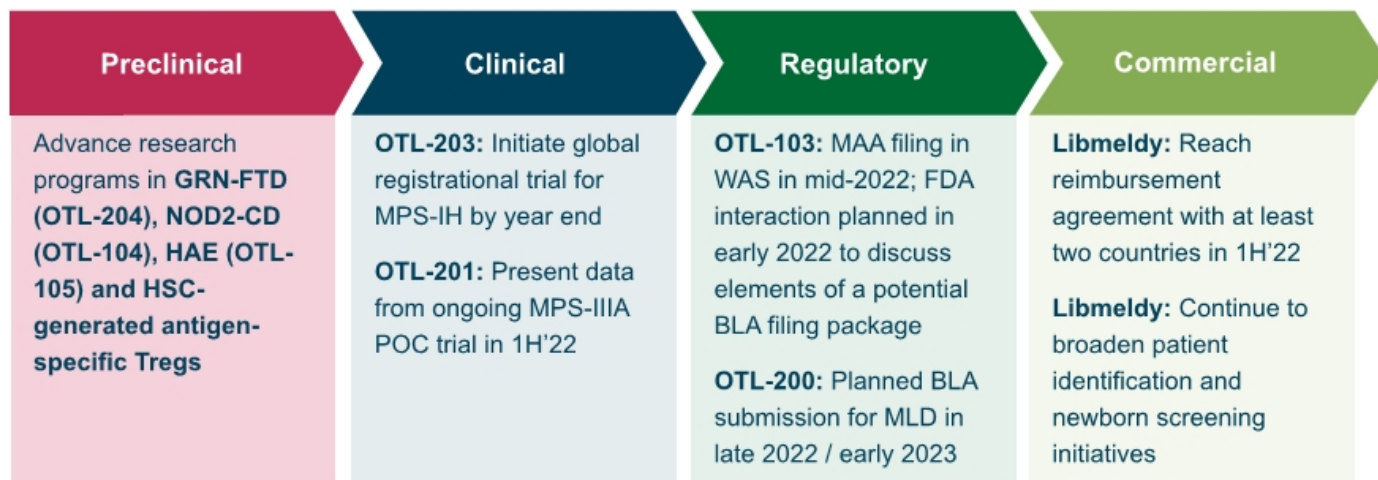 Preclinical
Advance research
programs in GRN-FTD
(OTL-204), NOD2-CD
(OTL-104), HAE (OTL-
105) and HSC-
generated antigen-
specific Tregs
Clinical
OTL-203: Initiate global
registrational trial for
MPS-IH by year end
OTL-201: Present data
from ongoing MPS-IIIA
POC trial in 1H'22
Regulatory
OTL-103: MAA filing in
WAS in mid-2022; FDA
interaction planned in
early 2022 to discuss
elements of a potential
BLA filing package
OTL-200: Planned BLA
submission for MLD in
late 2022 / early 2023
Commercial
Libmeldy: Reach
reimbursement
agreement with at least
two countries in 1H'22
Libmeldy: Continue to
broaden patient
identification and
newborn screening
initiatives